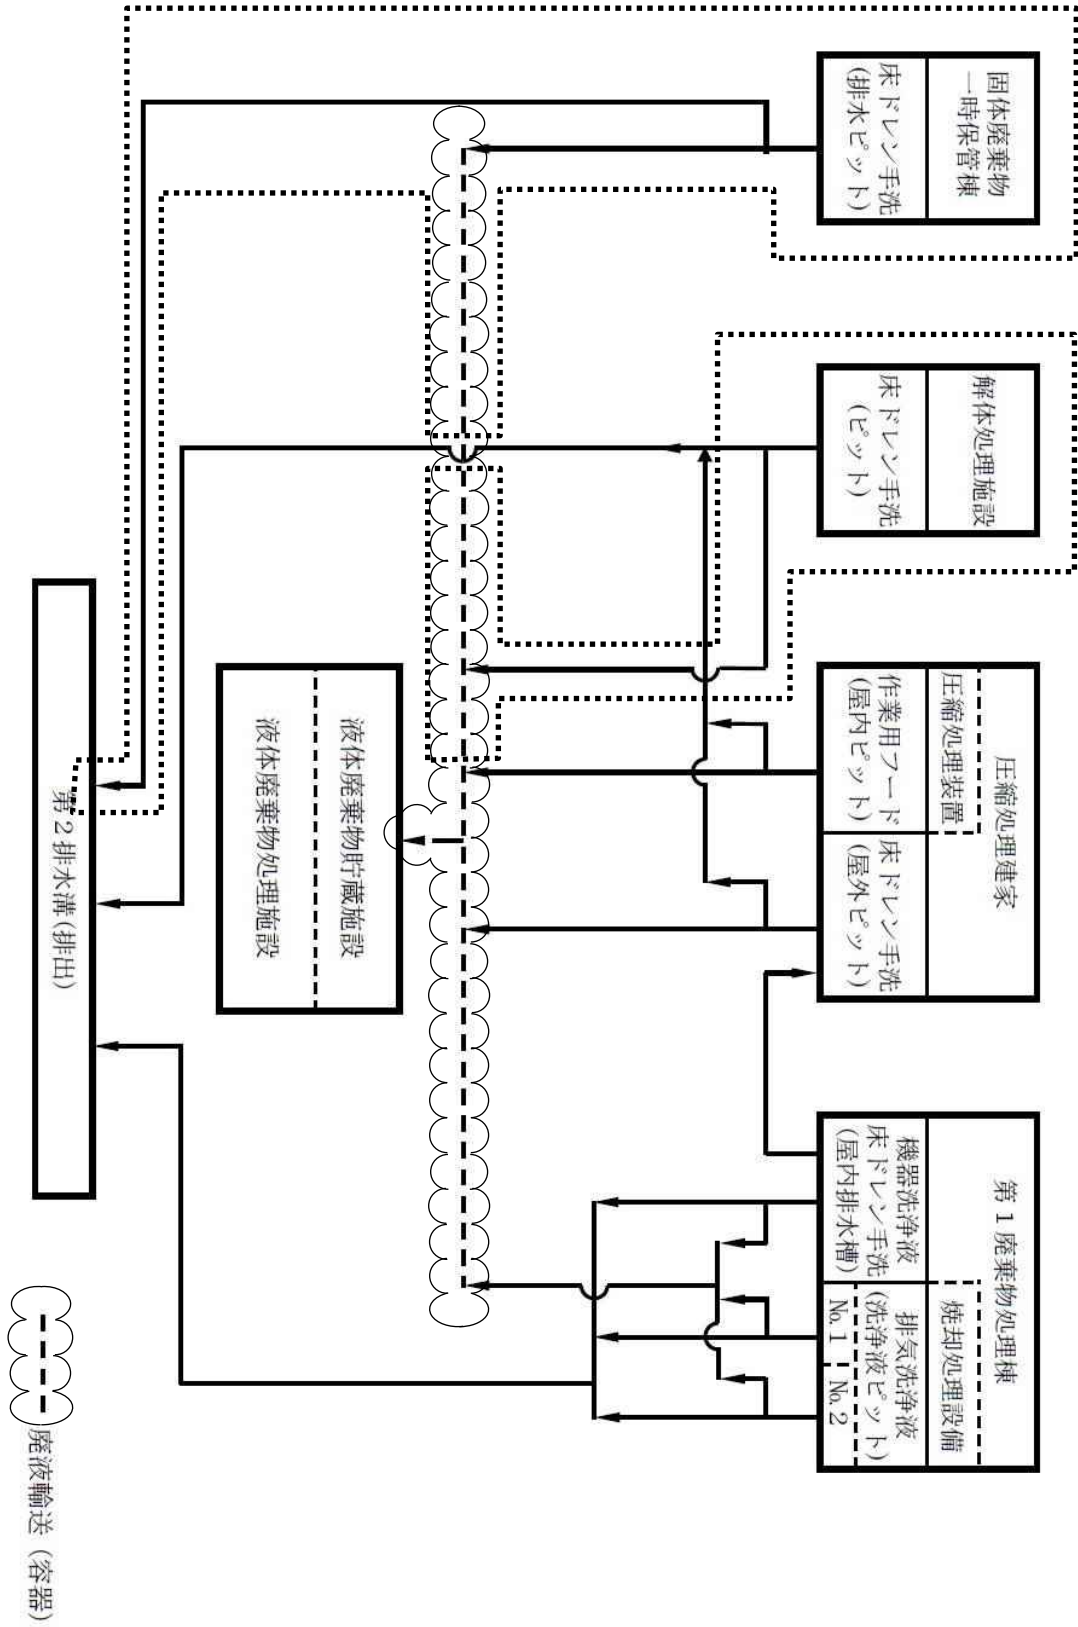 固体廃棄物
一時保管棟
床ドレン手洗
(排水ピット)
解体処理施設
床ドレン手洗
(ピット)
圧縮処理建家
圧縮処理装置
作業用フード
(屋内ピット)
床ドレン手洗
(屋外ピット)
第1廃棄物処理棟
機器洗浄液
床ドレン手洗
(屋内排水槽)
焼却処理設備
排気洗浄液
(洗浄液ピット)
№1
№2
液体廃棄物貯蔵施設
液体廃棄物処理施設
第2排水溝(排出)
廃液輸送（容器）